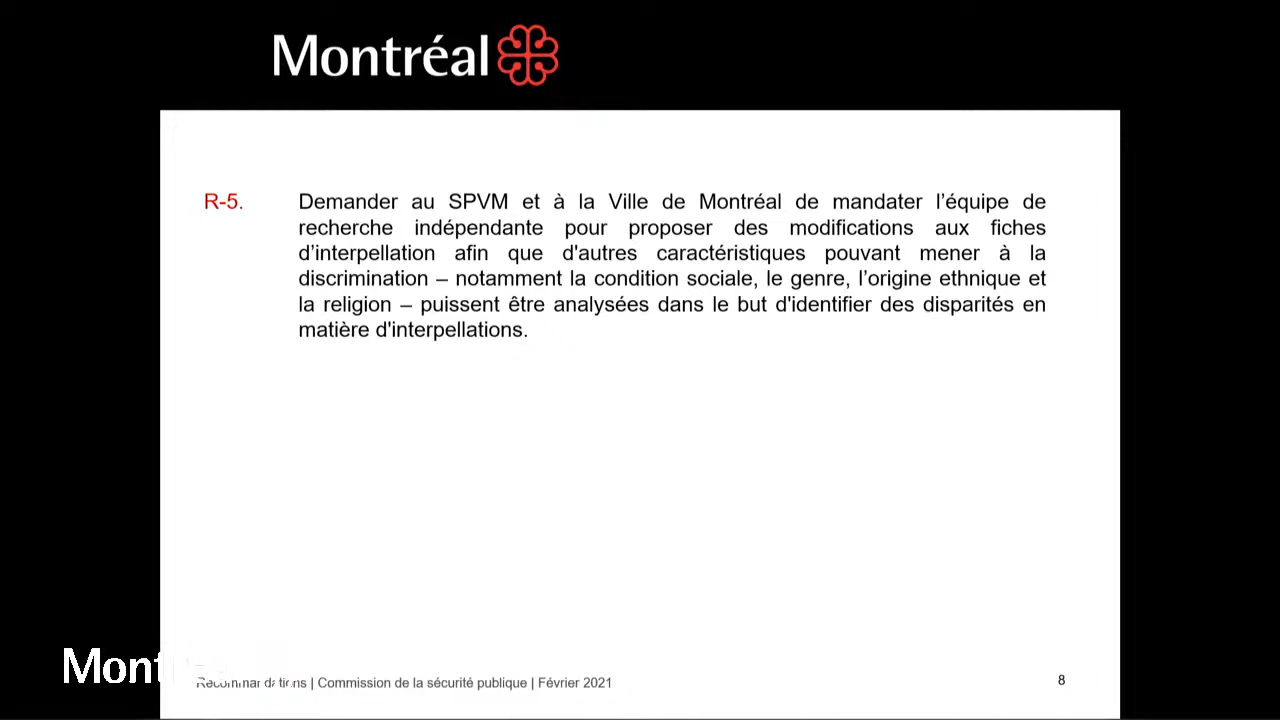 Montréal
R-5. Demander au SPVM et à la Ville de Montréal de mandater l’équipe de
recherche indépendante pour proposer des modifications aux fiches
d’interpellation afin que d'autres caractéristiques pouvant mener à la
discrimination – notamment la condition sociale, le genre, l’origine ethnique et
la religion – puissent être analysées dans le but d'identifier des disparités en
matière d'interpellations.
Montréal
Recommandations | Commission de la sécurité publique | Février 2021
8